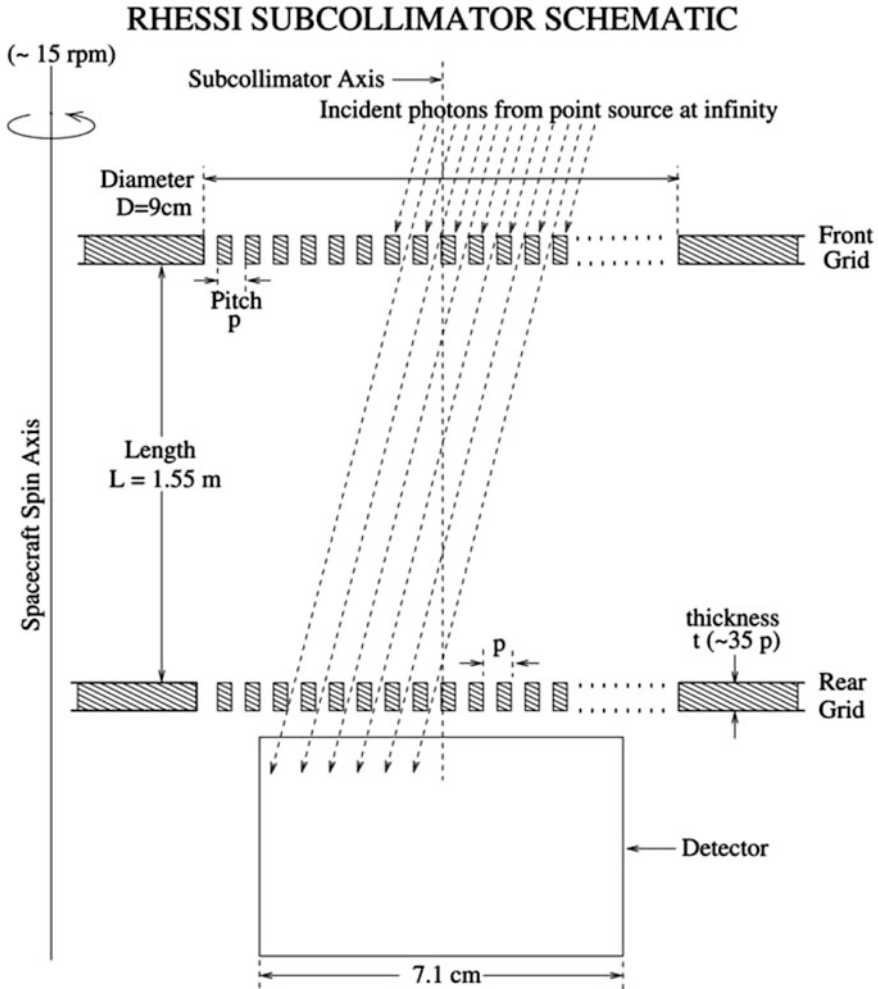 RHESSI SUBCOLLIMATOR SCHEMATIC
(~ 15 rpm)
Subcollimator Axis
Incident photons from point source at infinity
Diameter
D=9cm
Front
Grid
Pitch
p
Length
L = 1.55 m
Spacecraft Spin Axis
p
thickness
t (~35 p)
Rear
Grid
Detector
7.1 cm